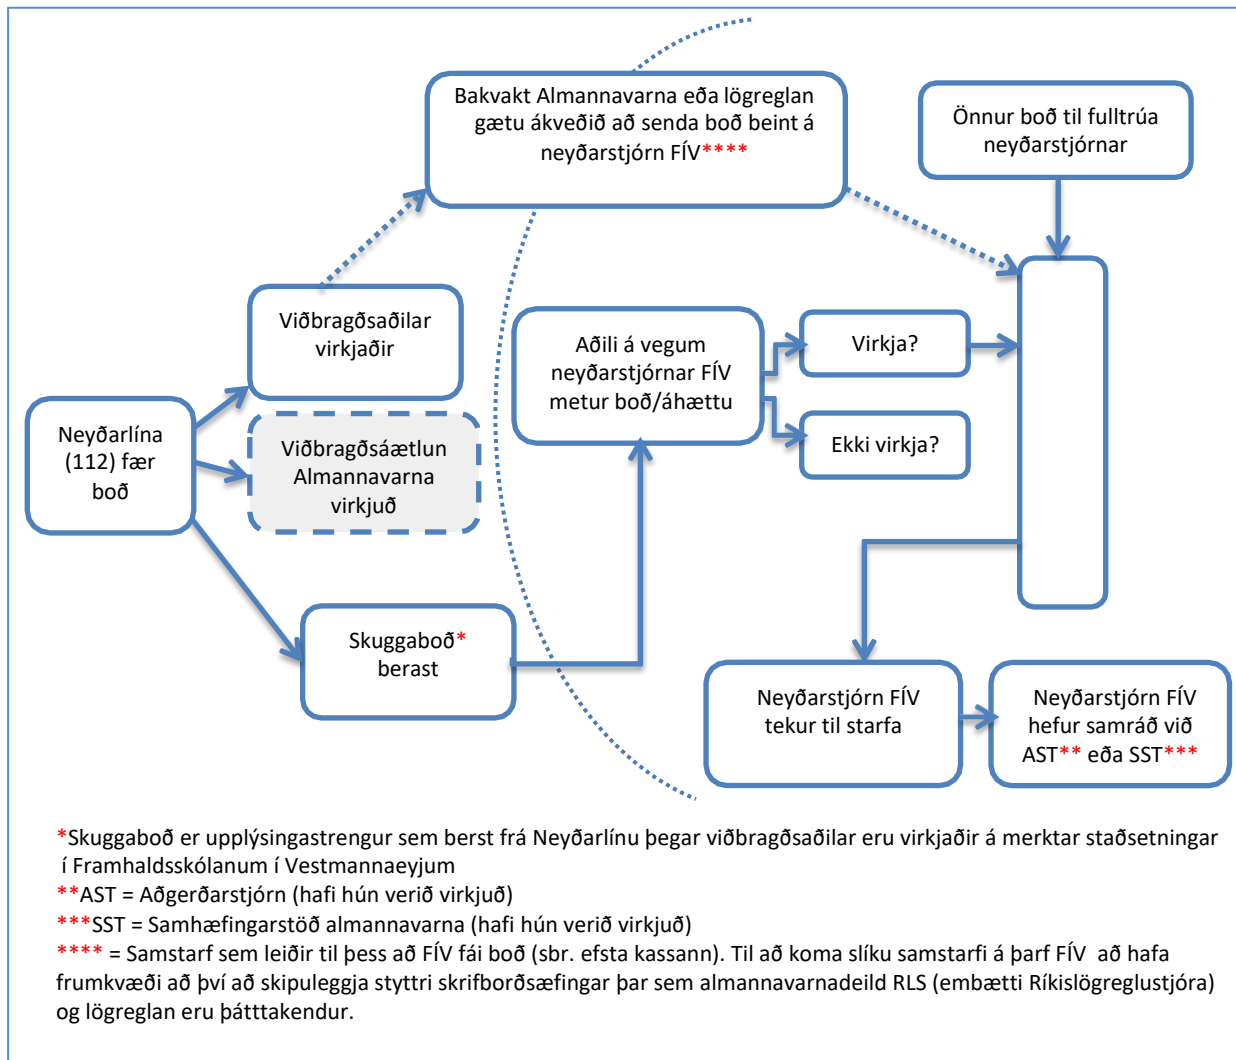 Bakvakt Almannavarna eða lögreglan
gætu ákveðið að senda boð beint á
neyðarstjórn FÍV****
Önnur boð til fulltrúa
neyðarstjórnar
Viðbragðsaðilar
virkjaðir
Aðili á vegum
neyðarstjórnar FÍV
metur boð/áhættu
Virkja?
Ekki virkja?
Neyðarlína
(112) fær
boð
Viðbragðsáætlun
Almannavarna
virkjuð
Skuggaboð*
berast
Neyðarstjórn FÍV
tekur til starfa
Neyðarstjórn FÍV
hefur samráð við
AST** eða SST***
*Skuggaboð er upplýsingastrengur sem berst frá Neyðarlínu þegar viðbragðsaðilar eru virkjaðir á merktar staðsetningar
í Framhaldsskólanum í Vestmannaeyjum
**AST = Aðgerðarstjórn (hafi hún verið virkjuð)
***SST = Samhæfingarstöð almannavarna (hafi hún verið virkjuð)
**** = Samstarf sem leiðir til þess að FÍV fái boð (sbr. efsta kassann). Til að koma slíku samstarfi á þarf FÍV að hafa
frumkvæði að því að skipuleggja styttri skrifborðsæfingar þar sem almannavarnadeild RLS (embætti Ríkislögreglustjóra)
og lögreglan eru þátttakendur.